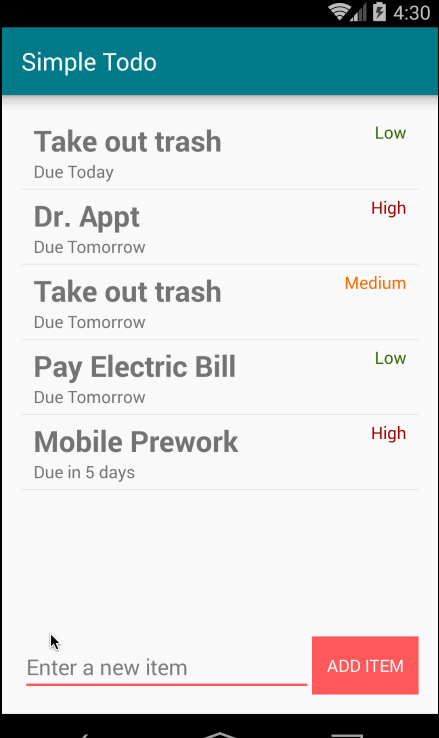 4:30
Simple Todo
Take out trash
Low
Due Today
Dr. Appt
High
Due Tomorrow
Take out trash
Medium
Due Tomorrow
Pay Electric Bill
Low
Due Tomorrow
Mobile Prework
High
Due in 5 days
Enter a new item
ADD ITEM